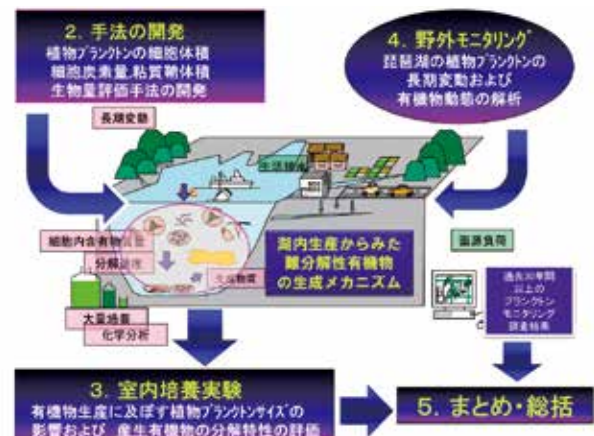 2. 手法の開発
植物プランクトンの細胞体積
細胞炭素量,粘質鞘体積
生物量評価手法の開発
4. 野外モニタリング
琵琶湖の植物プランクトンの
長期変動および
有機物動態の解析
長期変動
生活排水
細胞内含有物質量
分解速度
生成物質
大量培養
化学分析
湖内生産からみた
難分解性有機物
の生成メカニズム
面源負荷
過去30年間
以上の
プランクトン
モニタリング
調査結果
3. 室内培養実験
有機物生産に及ぼす植物プランクトンサイズの
影響および 産生有機物の分解特性の評価
5. まとめ・総括